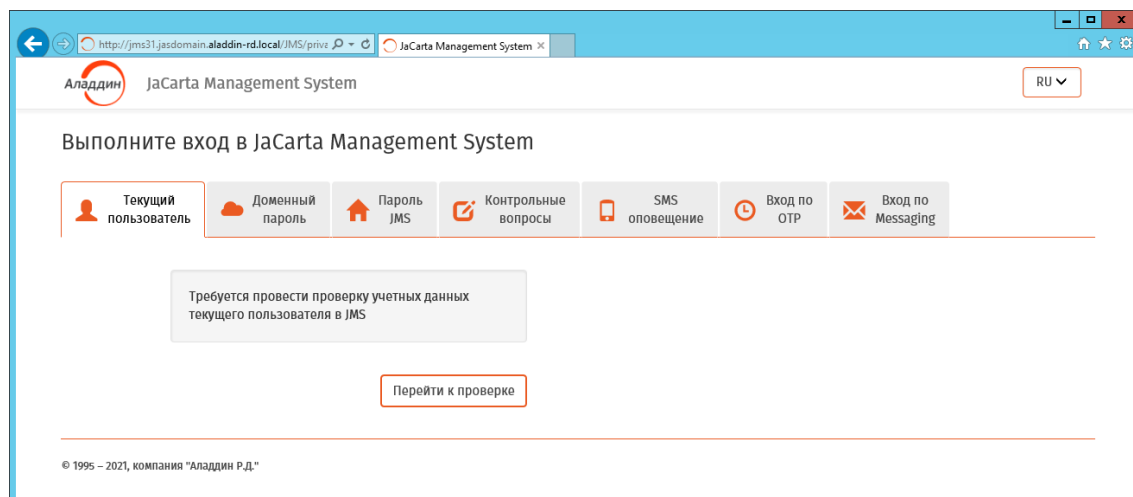 http://jms31.jasdomain.aladdin-rd.local/JMS/priva
JaCarta Management System
Аладдин
JaCarta Management System
RU
Выполните вход в JaCarta Management System
Текущий
пользователь
Доменный
пароль
Пароль
JMS
Контрольные
вопросы
SMS
оповещение
Вход по
OTP
Вход по
Messaging
Требуется провести проверку учетных данных
текущего пользователя в JMS
Перейти к проверке
© 1995 – 2021, компания "Аладдин Р.Д."